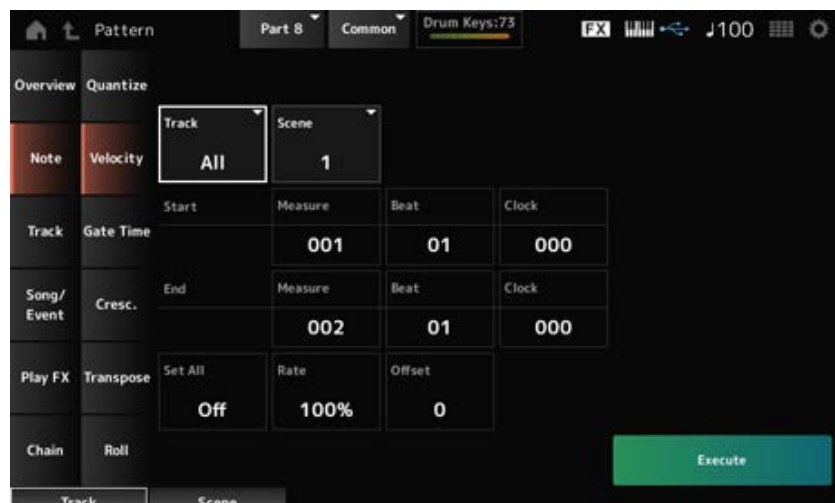 Pattern
Part 8
Common
Drum Keys:73
FX
♩100
Overview
Quantize
Track
All
Scene
1
Note
Velocity
Start
Measure
001
Beat
01
Clock
000
Track
Gate Time
End
Measure
002
Beat
01
Clock
000
Song/
Event
Cresc.
Set All
Off
Rate
100%
Offset
0
Play FX
Transpose
Chain
Roll
Execute
Track
Scene